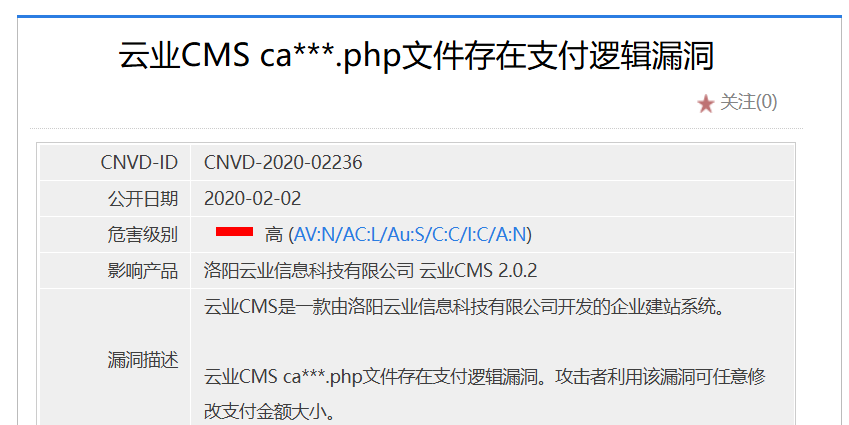 云业CMS ca***.php文件存在支付逻辑漏洞
关注(0)
CNVD-ID CNVD-2020-02236
公开日期 2020-02-02
危害级别 高 (AV:N/AC:L/Au:S/C:C/I:C/A:N)
影响产品 洛阳云业信息科技有限公司 云业CMS 2.0.2
云业CMS是一款由洛阳云业信息科技有限公司开发的企业建站系统。
漏洞描述
云业CMS ca***.php文件存在支付逻辑漏洞。攻击者利用该漏洞可任意修
改支付金额大小。